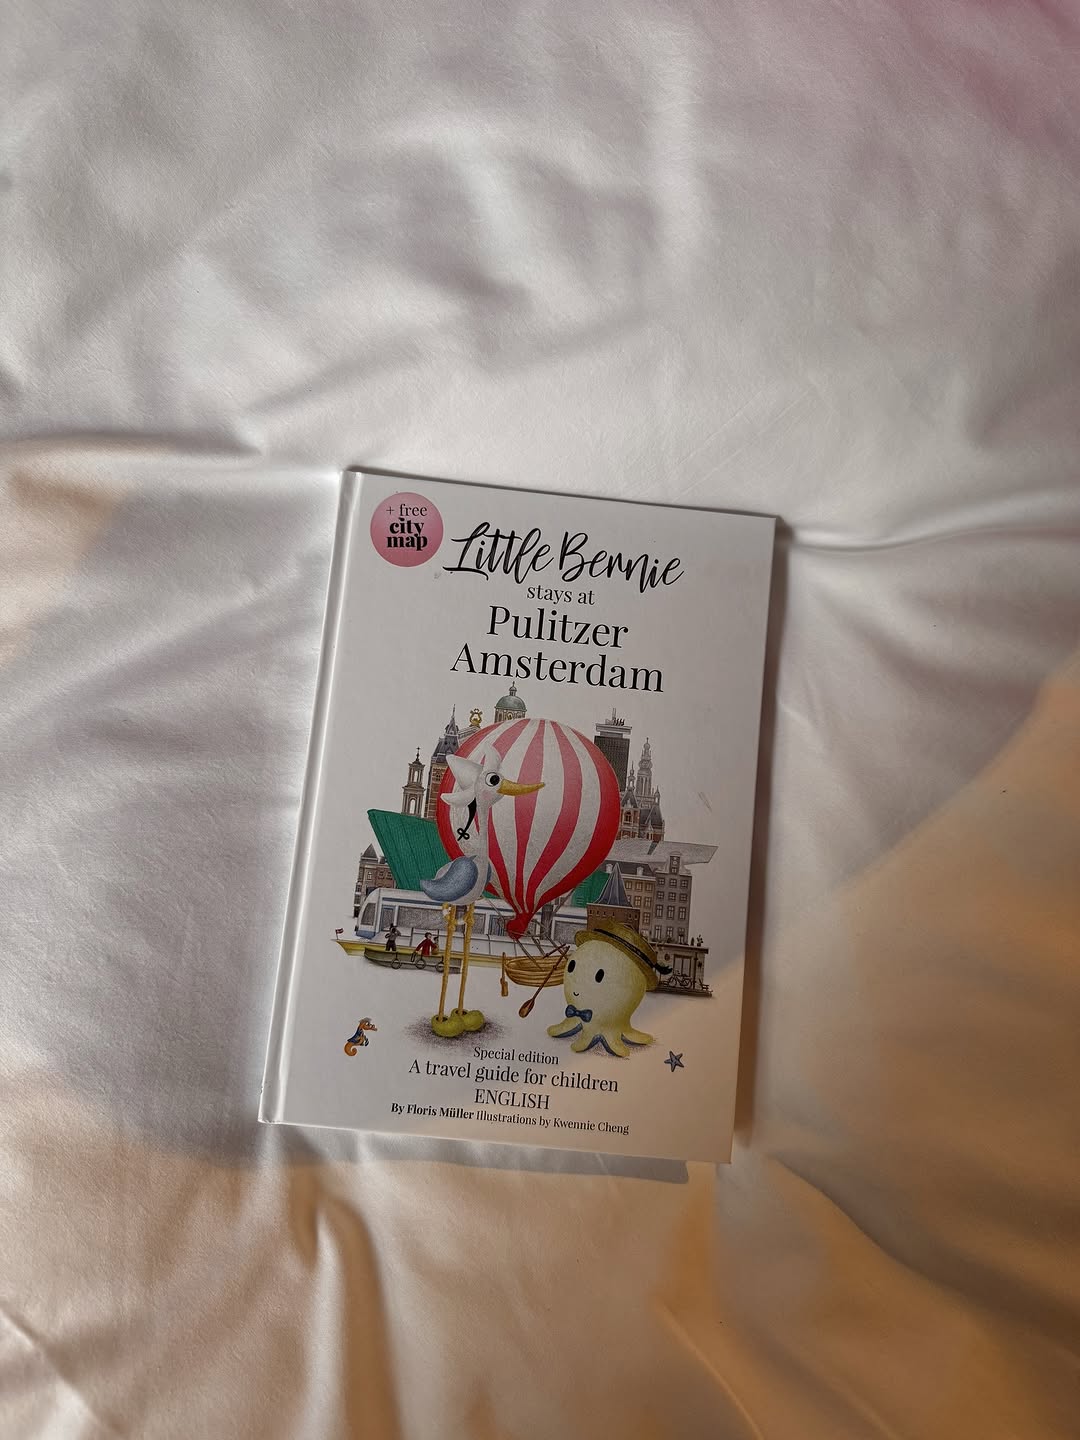 + free
city
map
Little Bernie
stays at
Pulitzer
Amsterdam
Special edition
A travel guide for children
ENGLISH
By Floris Müller Illustrations by Kwennie Cheng